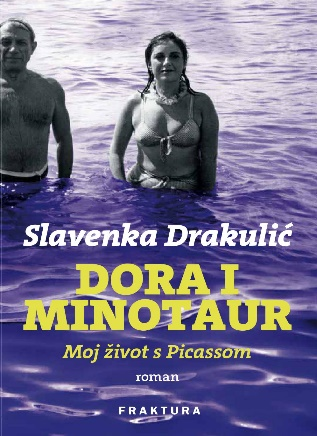 Slavenka Drakulić
DORA I
MINOTAUR
Moj život s Picassom
roman
FRAKTURA